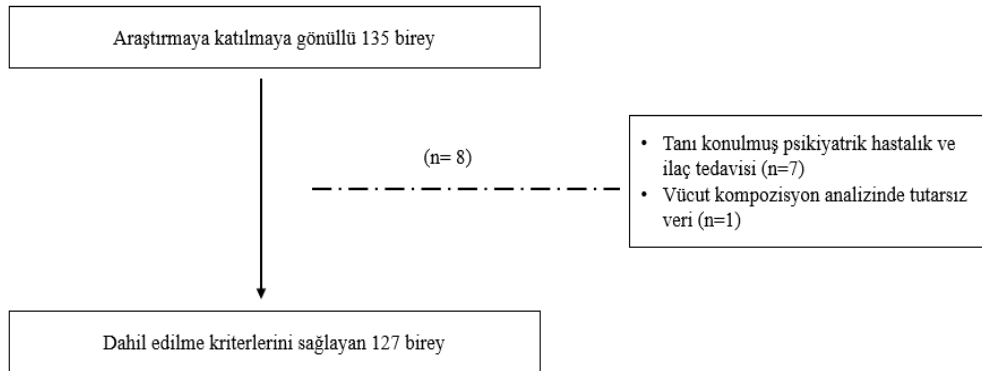 Araştırmaya katılmaya gönüllü 135 birey
(n= 8)
• Tanı konulmuş psikiyatrik hastalık ve
ilaç tedavisi (n=7)
• Vücut kompozisyon analizinde tutarsız
veri (n=1)
Dahil edilme kriterlerini sağlayan 127 birey